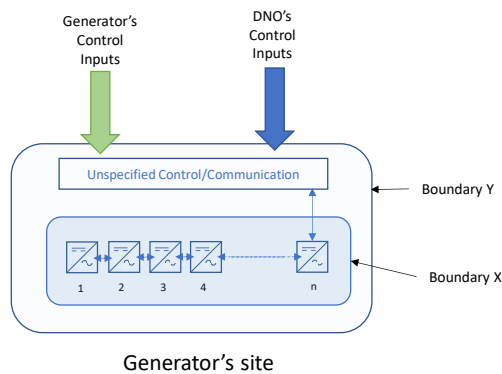 Generator's
Control
Inputs
DNO's
Control
Inputs
Unspecified Control/Communication
Boundary Y
1 2 3 4 n
Boundary X
Generator's site